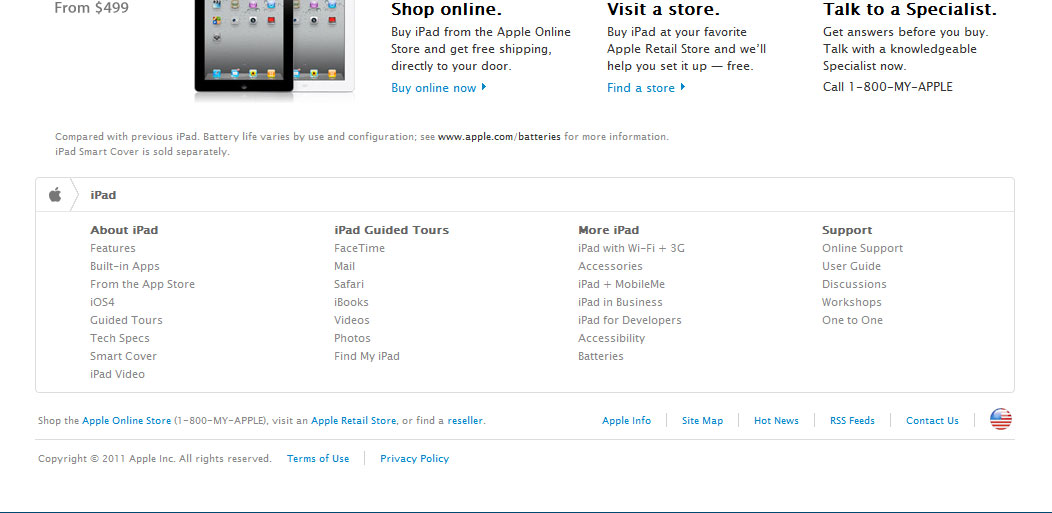 From $499
Shop online.
Buy iPad from the Apple Online
Store and get free shipping,
directly to your door.
Buy online now
Visit a store.
Buy iPad at your favorite
Apple Retail Store and we’ll
help you set it up — free.
Find a store
Talk to a Specialist.
Get answers before you buy.
Talk with a knowledgeable
Specialist now.
Call 1-800-MY-APPLE
Compared with previous iPad. Battery life varies by use and configuration; see www.apple.com/batteries for more information.
iPad Smart Cover is sold separately.
iPad
About iPad
Features
Built-in Apps
From the App Store
iOS4
Guided Tours
Tech Specs
Smart Cover
iPad Video
iPad Guided Tours
FaceTime
Mail
Safari
iBooks
Videos
Photos
Find My iPad
More iPad
iPad with Wi-Fi + 3G
Accessories
iPad + MobileMe
iPad in Business
iPad for Developers
Accessibility
Batteries
Support
Online Support
User Guide
Discussions
Workshops
One to One
Shop the Apple Online Store (1-800-MY-APPLE), visit an Apple Retail Store, or find a reseller.
Apple Info
Site Map
Hot News
RSS Feeds
Contact Us
Copyright © 2011 Apple Inc. All rights reserved.
Terms of Use
Privacy Policy